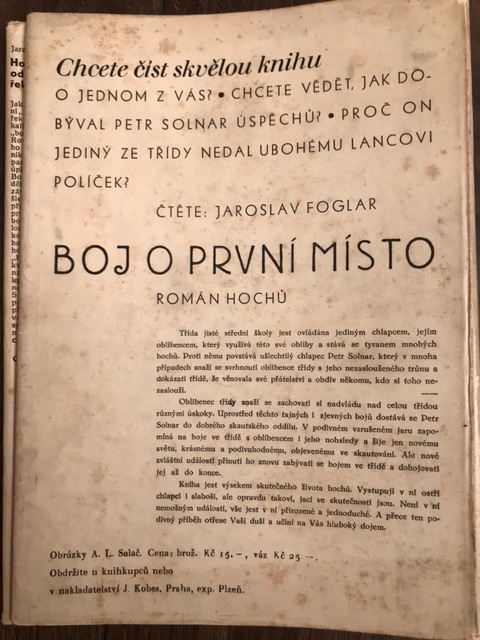 Jaro
Ho
od
řek
Chcete číst skvělou knihu
O JEDNOM Z VÁS? • CHCETE VĚDĚT, JAK DO-
BÝVAL PETR SOLNAR ÚSPĚCHŮ? • PROČ ON
JEDINÝ ZE TŘÍDY NEDAL UBOHÉMU LANCOVI
POLÍČEK?
ČTĚTE: JAROSLAV FOGLAR
BOJ O PRVNÍ MÍSTO
ROMÁN HOCHŮ
Třída jisté střední školy jest ovládána jediným chlapcem, jejím
oblíbencem, který využívá této své obliby a stává se tyranem mnohých
hochů. Proti němu povstává ušlechtilý chlapec Petr Solnar, který v mnoha
případech snaží se svrhnouti oblíbence třídy s jeho nezaslouženého trůnu a
dokázati třídě, že věnovala své přátelství a obdiv někomu, kdo si toho ne-
zaslouží.
Oblíbenec třídy snaží se zachovati si nadvládu nad celou třídou
různými úskoky. Uprostřed těchto tajných i zjevných bojů dostává se Petr
Solnar do dobrého skautského oddílu. V podivném vzrušeném jaru zapo-
míná na boje ve třídě s oblíbencem i jeho nohsledy a žije jen novému
světu, krásnému a podivuhodnému, objevenému ve skautování. Ale nové
zvláštní události přinutí ho znovu zabývati se bojem ve třídě a dobojovati
jej až do konce.
Kniha jest výsekem skutečného života hochů. Vystupují v ní ostří
chlapci i slaboši, ale opravdu takoví, jací ve skutečnosti jsou. Není v ní
nemožným událostí, vše jest v ní přirozené a jednoduché. A přece ten po-
divný příběh otřese Vaší duší a učiní na Vás hluboký dojem.
Obrázky A. L. Salač. Cena: brož. Kč 15.–, váz Kč 25 –.
Obdržíte u knihkupců nebo
v nakladatelství J. Kobes, Praha, exp. Plzeň.